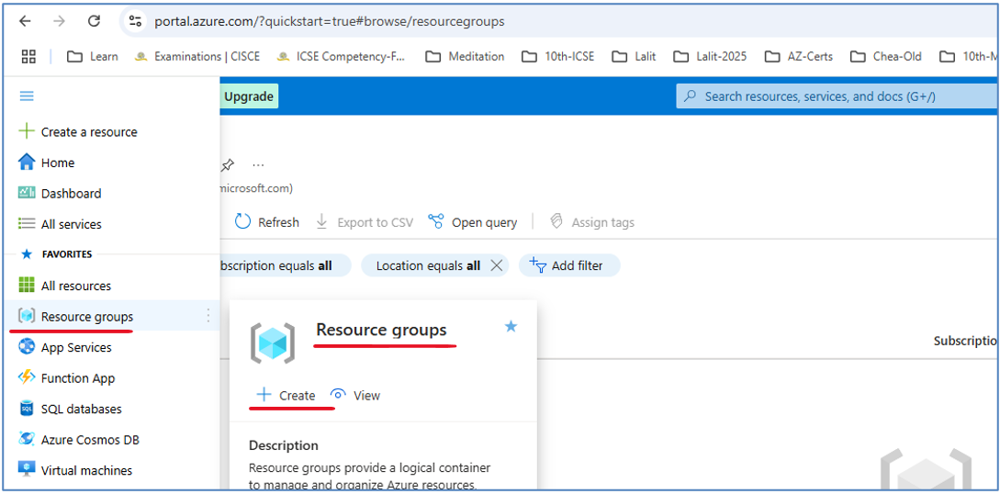 portal.azure.com/?quickstart=true#browse/resourcegroups
Learn Examinations | CISCE ICSE Competency-F... Meditation 10th-ICSE Lalit Lalit-2025 AZ-Certs Chea-Old 10th-M
Upgrade Search resources, services, and docs (G+/)
Create a resource
Home
Dashboard
microsoft.com)
All services
Refresh Export to CSV Open query Assign tags
FAVORITES
bscription equals all Location equals all Add filter
All resources
Resource groups
App Services
Function App
SQL databases
Azure Cosmos DB
Virtual machines
Resource groups
Create View
Description
Resource groups provide a logical container
to manage and organize Azure resources.
Subscriptio